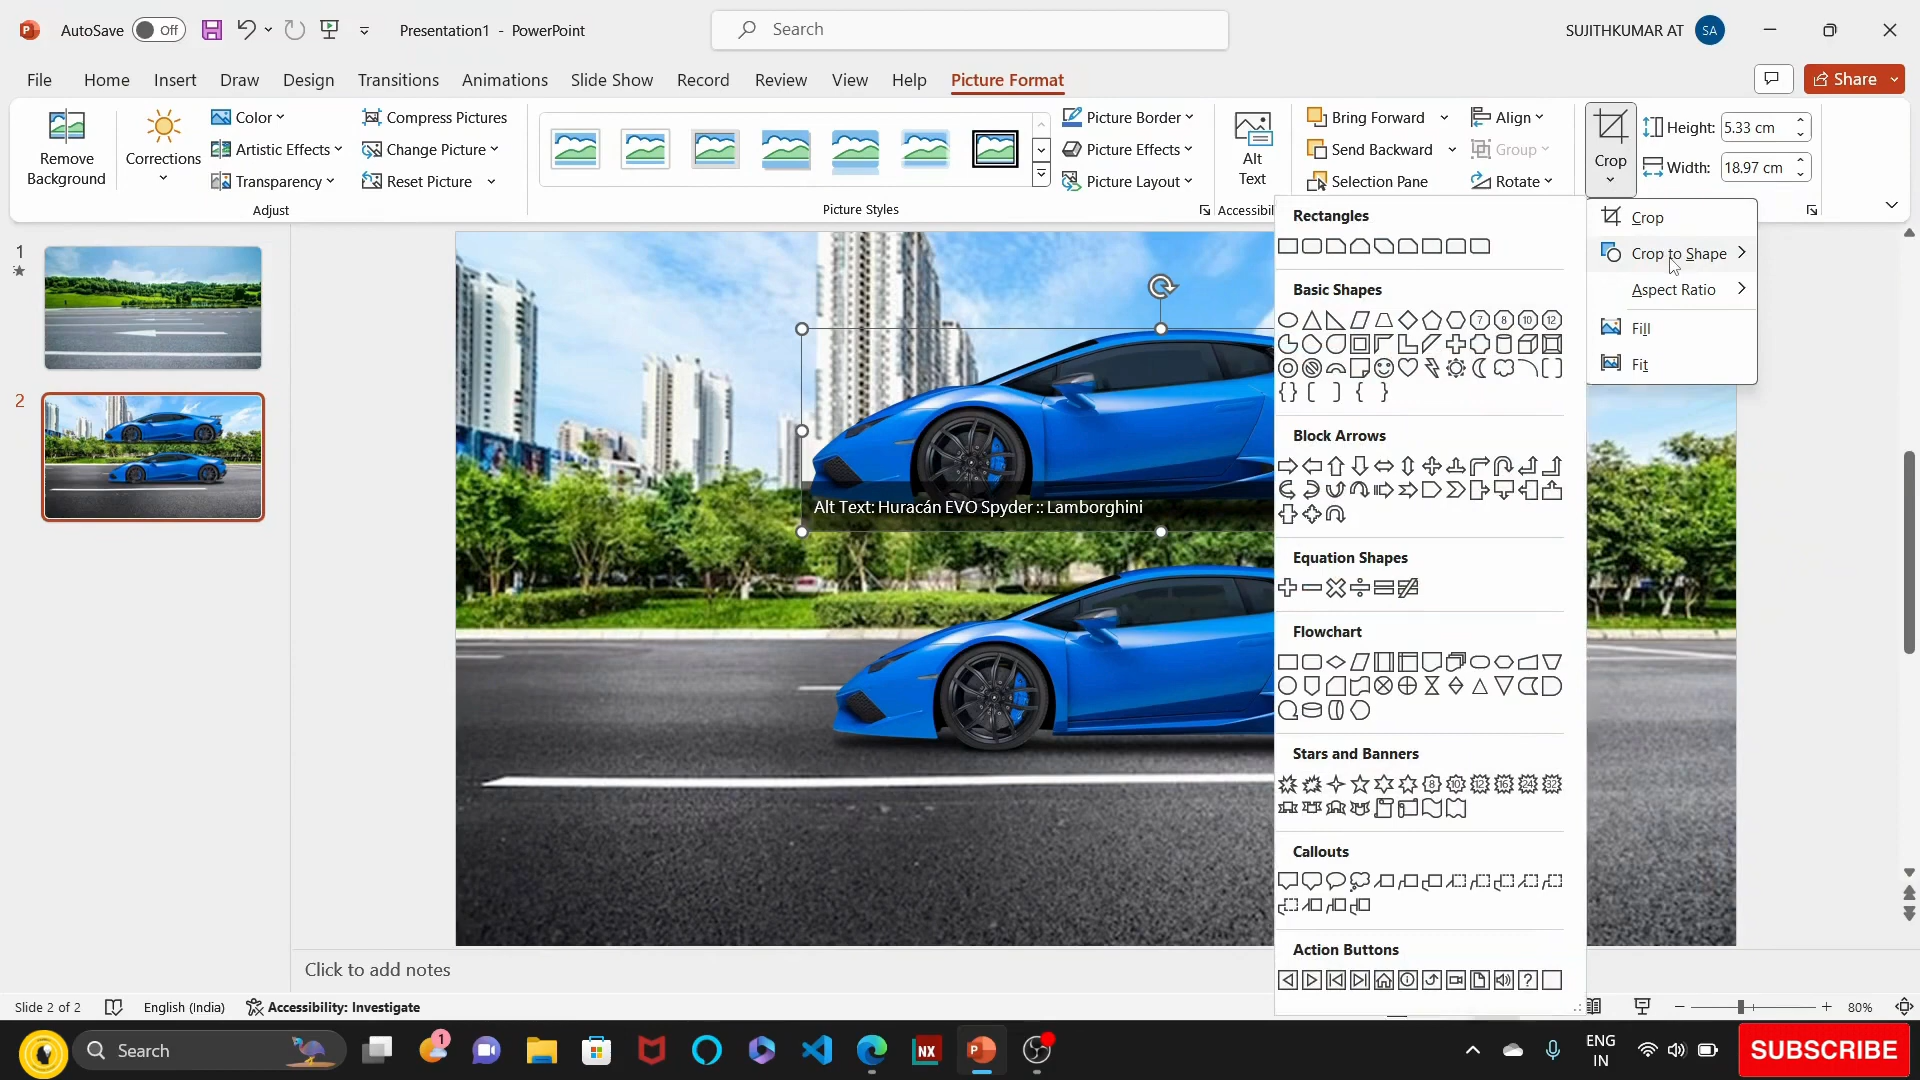 AutoSave Off Presentation1 - PowerPoint Search SUJITHKUMAR AT SA
File Home Insert Draw Design Transitions Animations Slide Show Record Review View Help Picture Format Share
Remove Background
Corrections
Color
Artistic Effects
Transparency
Compress Pictures
Change Picture
Reset Picture
Adjust
Picture Styles
Picture Border
Picture Effects
Picture Layout
Alt Text
Accessibil
Bring Forward
Send Backward
Selection Pane
Align
Group
Rotate
Crop
Height: 5.33 cm
Width: 18.97 cm
Crop
Crop to Shape
Aspect Ratio
Fill
Fit
Rectangles
Basic Shapes
Block Arrows
Equation Shapes
Flowchart
Stars and Banners
Callouts
Action Buttons
1
2
Alt Text: Huracán EVO Spyder :: Lamborghini
Click to add notes
Slide 2 of 2 English (India) Accessibility: Investigate 80%
Search 1 NX ENG IN SUBSCRIBE